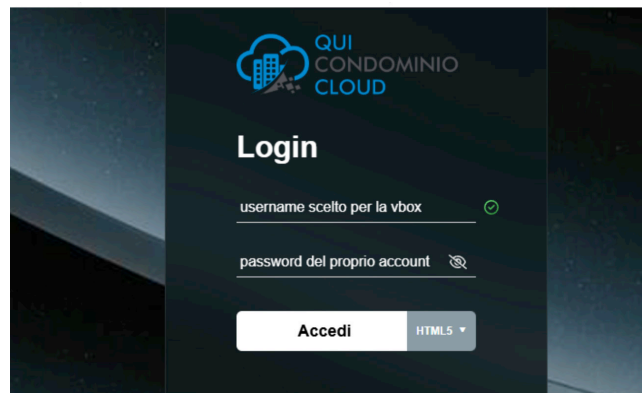 QUI
CONDOMINIO
CLOUD
Login
username scelto per la vbox
password del proprio account
Accedi
HTML5